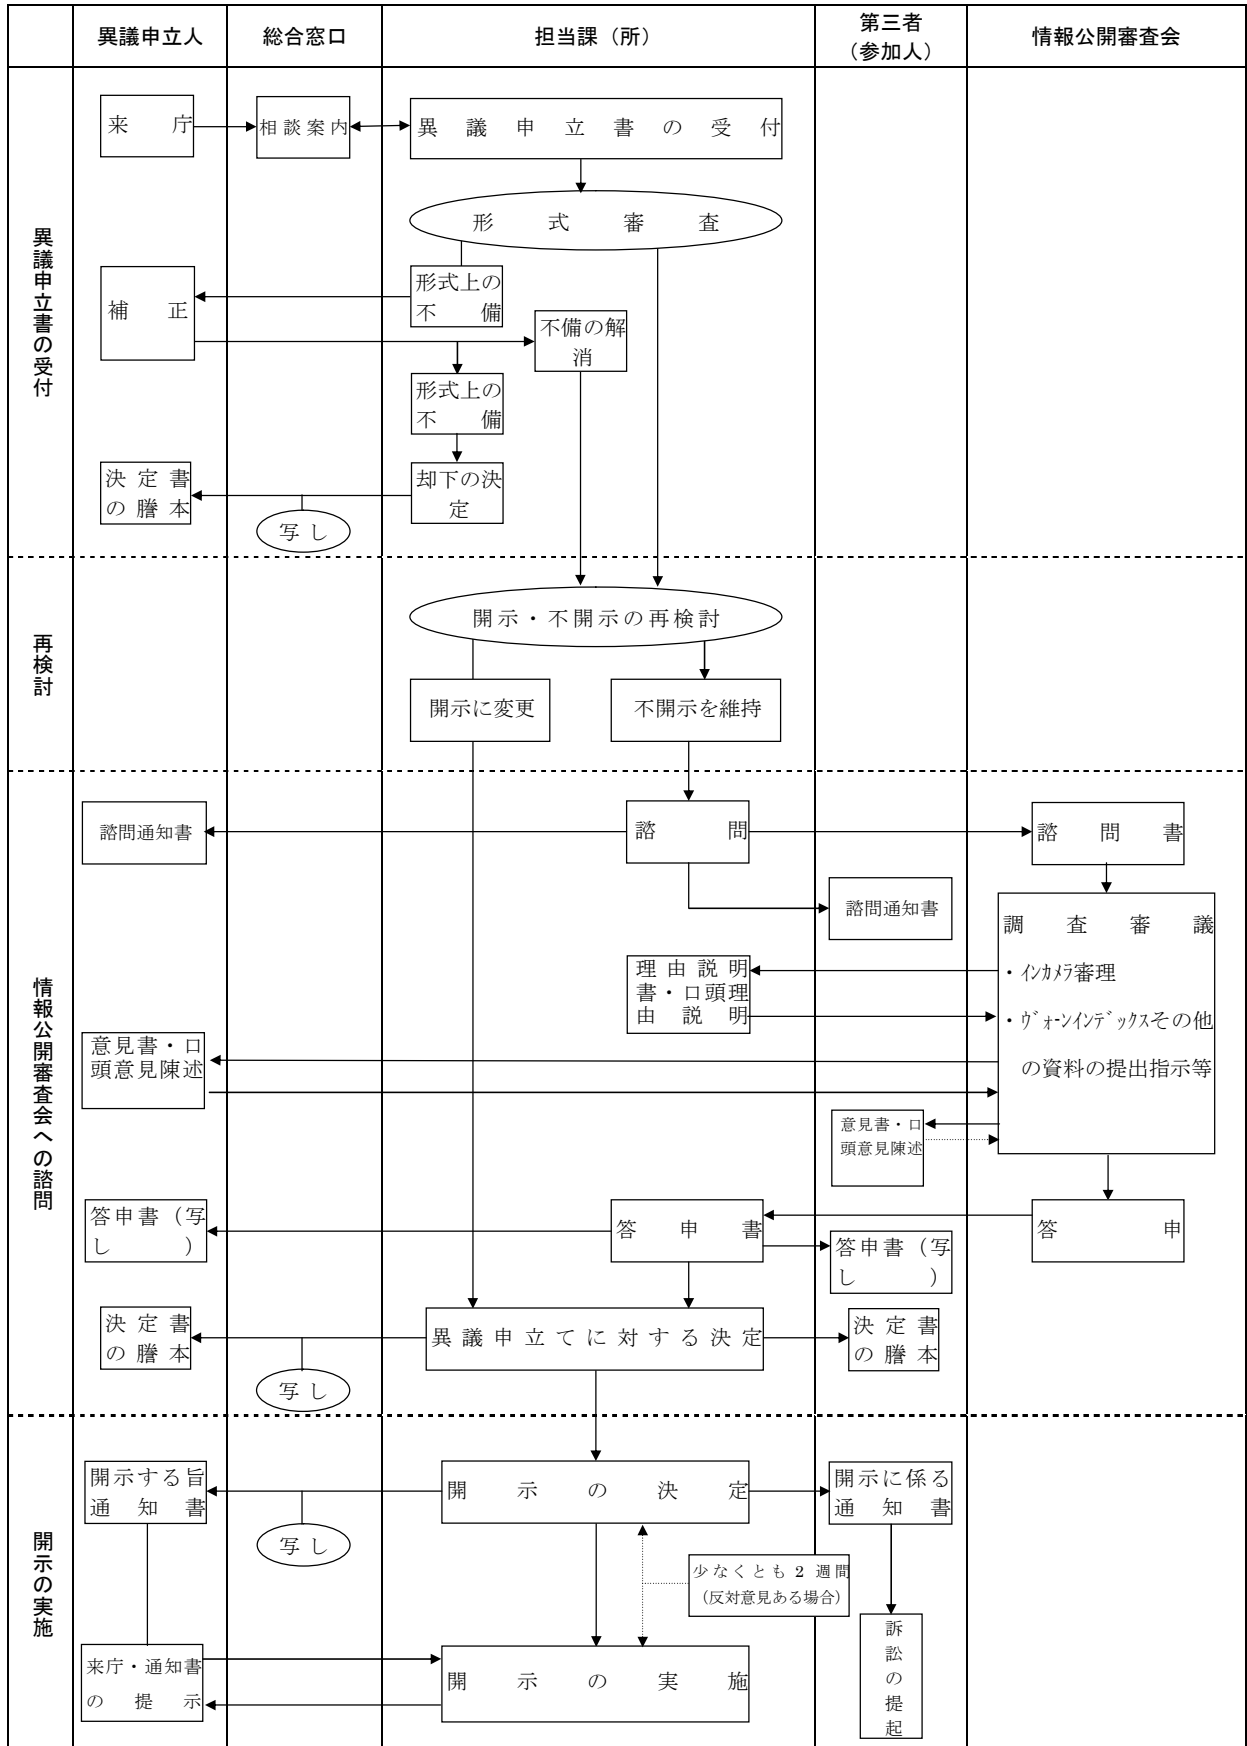 異議申立人
総合窓口
担当課（所）
第三者
（参加人）
情報公開審査会
異議申立書の受付
来庁
相談案内
異議申立書の受付
形式審査
補正
形式上の
不備
不備の解
消
形式上の
不備
決定書
の謄本
却下の決
定
写し
再検討
開示・不開示の再検討
開示に変更
不開示を維持
情報公開審査会への諮問
諮問通知書
諮問
諮問書
諮問通知書
調査審議
・ｲﾝｶﾒﾗ審理
・ｳﾞｫｰﾝｲﾝﾃﾞｯｸｽその他
の資料の提出指示等
理由説明
書・口頭理
由説明
意見書・口
頭意見陳述
意見書・口
頭意見陳述
答申書（写
し）
答申書
答申書（写
し）
答申
決定書
の謄本
異議申立てに対する決定
決定書
の謄本
写し
開示の実施
開示する旨
通知書
開示の決定
開示に係る
通知書
写し
少なくとも 2 週間
（反対意見ある場合）
来庁・通知書
の提示
開示の実施
訴訟の提起